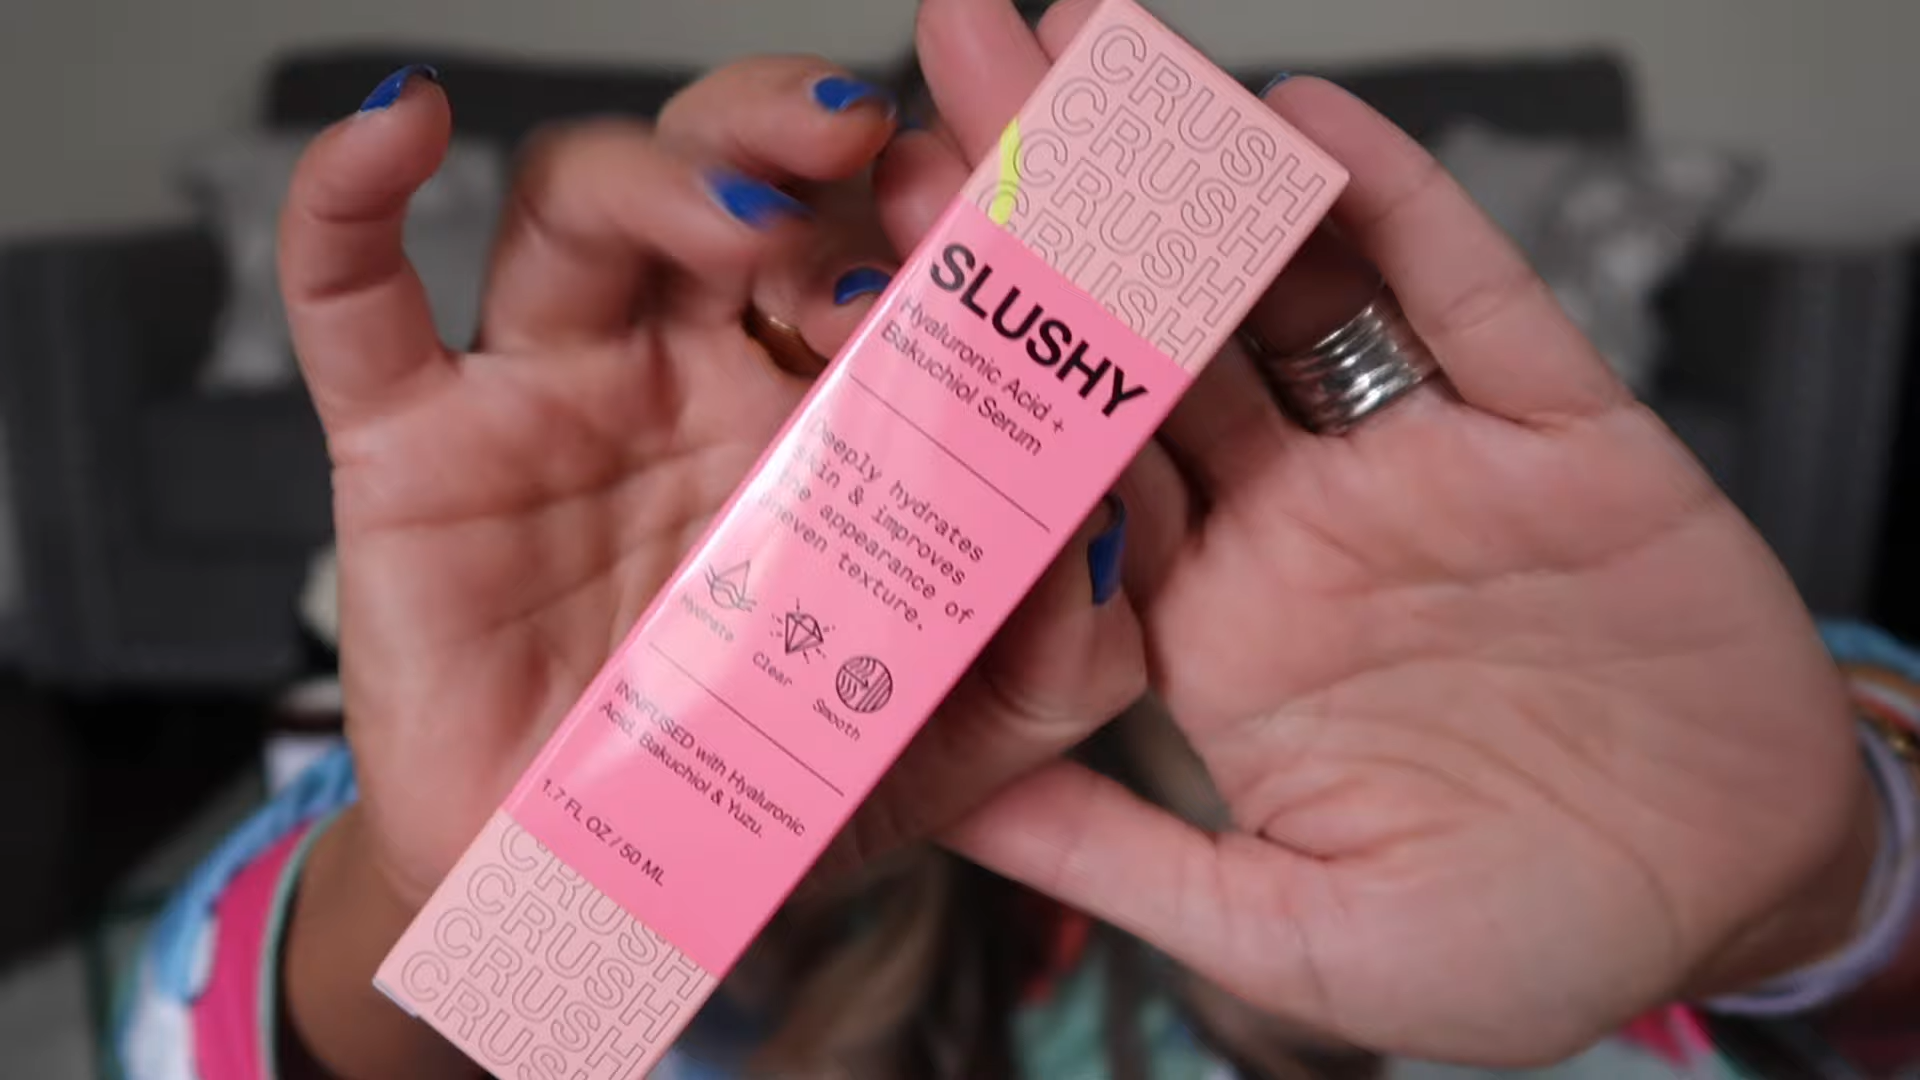 CRUSH
CRUSH
CRUSH
CRUSH
SLUSHY
Hyaluronic Acid +
Bakuchiol Serum
Deeply hydrates
skin & improves
the appearance of
uneven texture.
Hydrate
Clear
Smooth
INNFUSED with Hyaluronic
Acid, Bakuchiol & Yuzu.
1.7 FL OZ / 50 ML
CRUSH
CRUSH
CRUSH
CRUSH